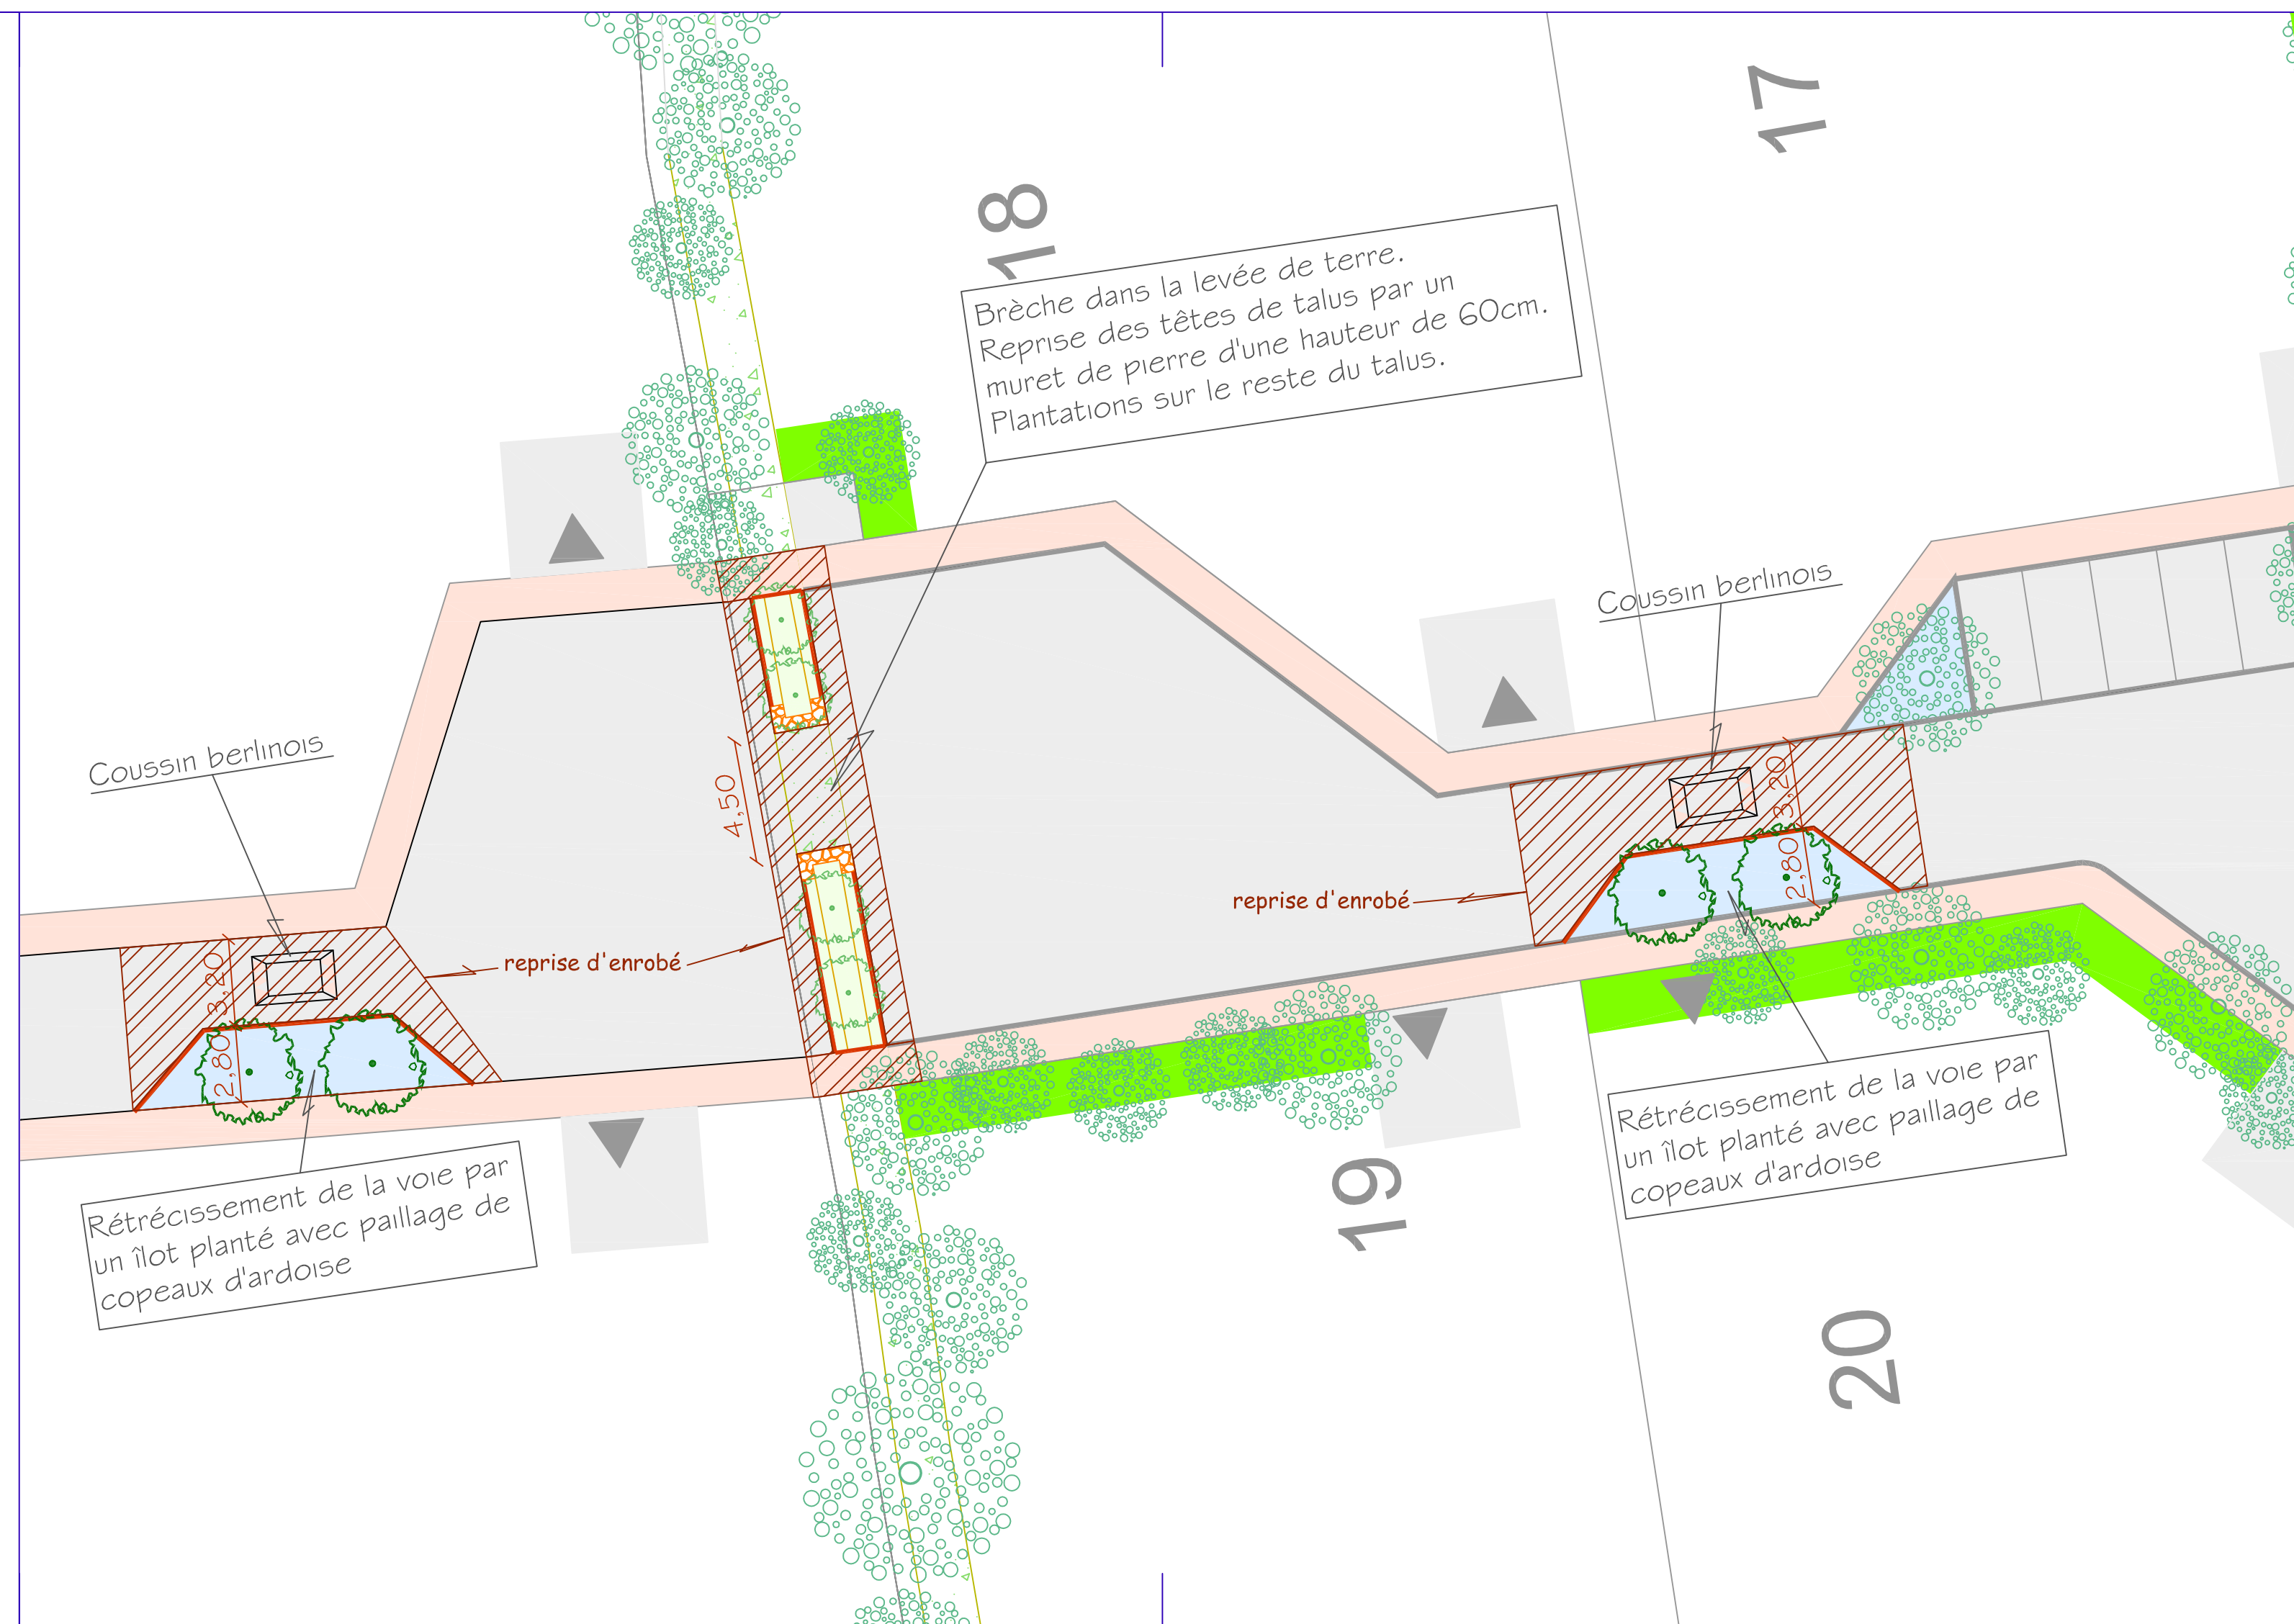 17
18
Brèche dans la levée de terre.
Reprise des têtes de talus par un
muret de pierre d'une hauteur de 60cm.
Plantations sur le reste du talus.
Coussin berlinois
Coussin berlinois
3,20
2,80
4,50
reprise d'enrobé
reprise d'enrobé
3,20
2,80
Rétrécissement de la voie par
un îlot planté avec paillage de
copeaux d'ardoise
Rétrécissement de la voie par
un îlot planté avec paillage de
copeaux d'ardoise
19
20